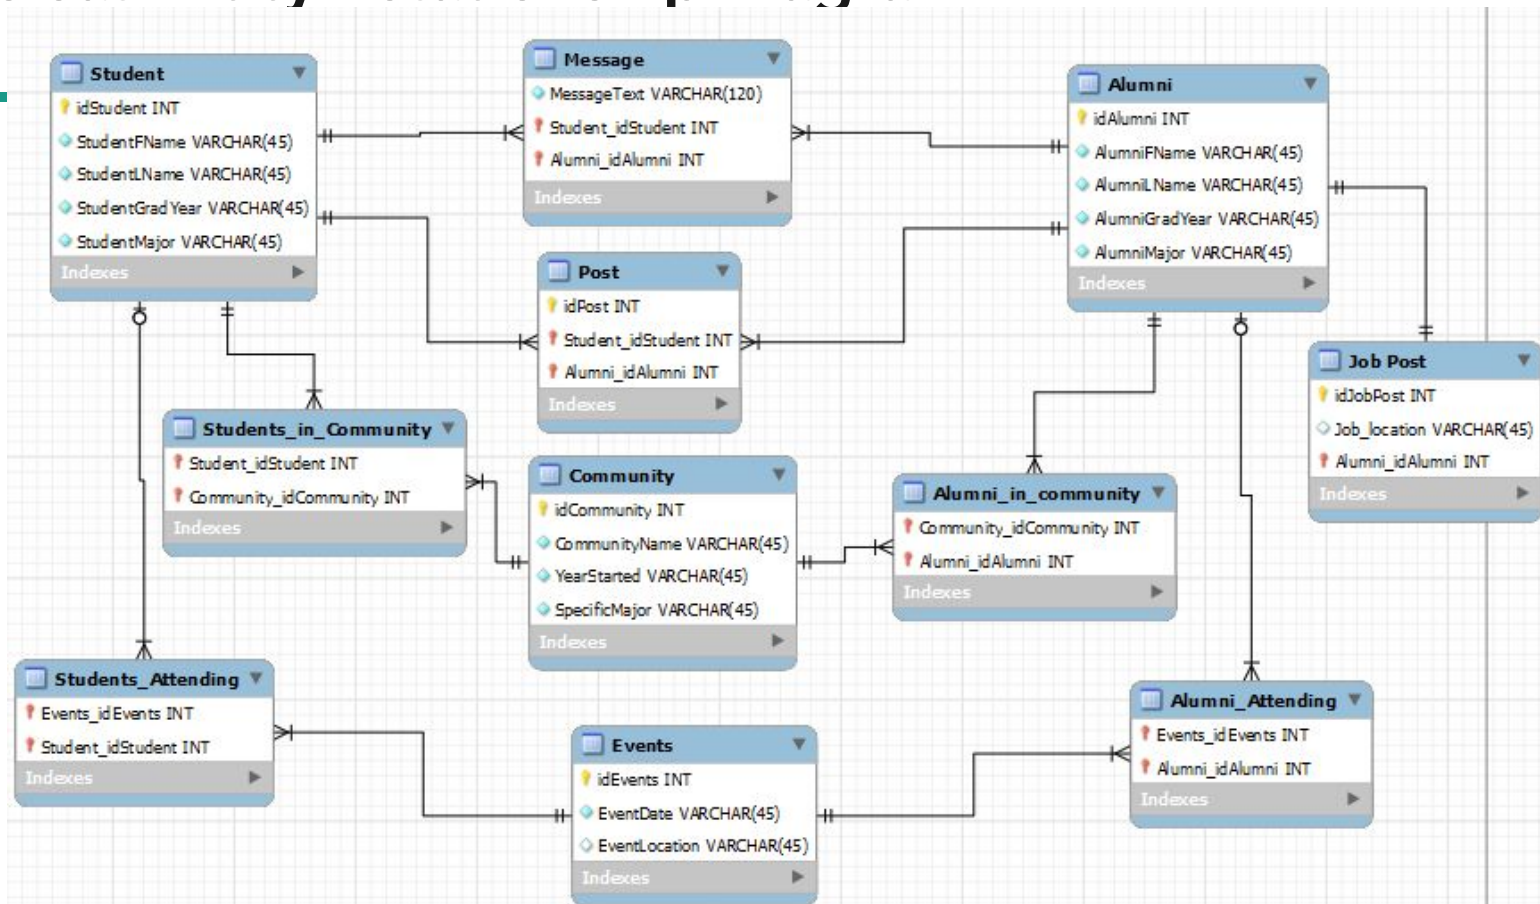 Student
idStudent INT
StudentFName VARCHAR(45)
StudentLName VARCHAR(45)
StudentGradYear VARCHAR(45)
StudentMajor VARCHAR(45)
Indexes
Message
MessageText VARCHAR(120)
Student_idStudent INT
Alumni_idAlumni INT
Indexes
Alumni
idAlumni INT
AlumniFName VARCHAR(45)
AlumniLName VARCHAR(45)
AlumniGradYear VARCHAR(45)
AlumniMajor VARCHAR(45)
Indexes
Post
idPost INT
Student_idStudent INT
Alumni_idAlumni INT
Indexes
Job Post
idJobPost INT
Job_location VARCHAR(45)
Alumni_idAlumni INT
Indexes
Students_in_Community
Student_idStudent INT
Community_idCommunity INT
Indexes
Community
idCommunity INT
CommunityName VARCHAR(45)
YearStarted VARCHAR(45)
SpecificMajor VARCHAR(45)
Indexes
Alumni_in_community
Community_idCommunity INT
Alumni_idAlumni INT
Indexes
Students_Attending
Events_idEvents INT
Student_idStudent INT
Indexes
Events
idEvents INT
EventDate VARCHAR(45)
EventLocation VARCHAR(45)
Indexes
Alumni_Attending
Events_idEvents INT
Alumni_idAlumni INT
Indexes